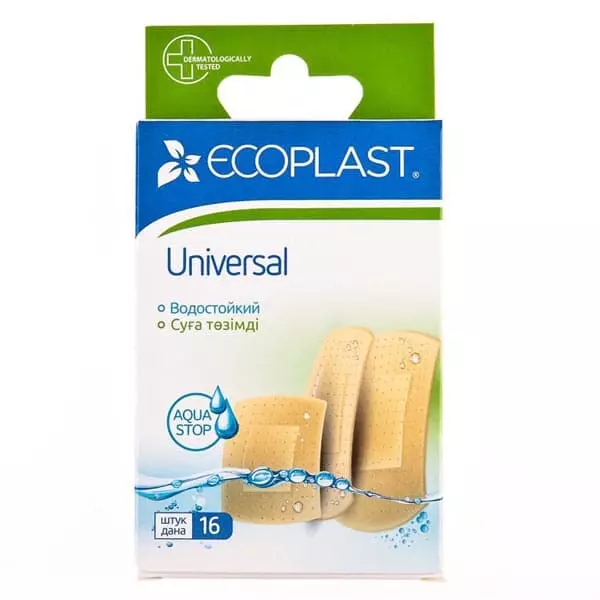 DERMATOLOGICALLY
TESTED
ECOPLAST®
Universal
Водостойкий
Суға төзімді
AQUA
STOP
штук
дана
16